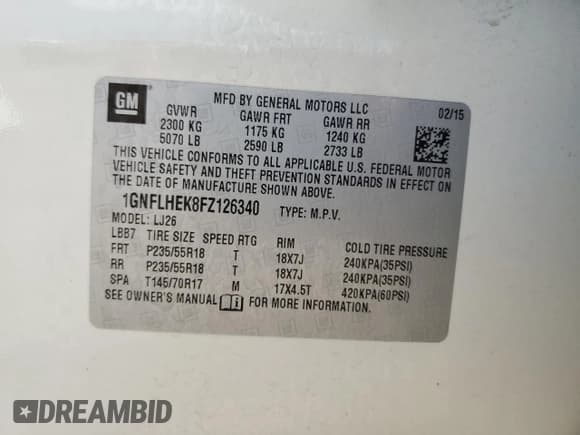 GM
MFD BY GENERAL MOTORS LLC 02/15
GVWR GAWR FRT GAWR RR
2300 KG 1175 KG 1240 KG
5070 LB 2590 LB 2733 LB
THIS VEHICLE CONFORMS TO ALL APPLICABLE U.S. FEDERAL MOTOR
VEHICLE SAFETY AND THEFT PREVENTION STANDARDS IN EFFECT ON
THE DATE OF MANUFACTURE SHOWN ABOVE.
1GNFLHEK8FZ126340 TYPE: M.P.V.
MODEL: LJ26
LBB7 TIRE SIZE SPEED RTG RIM COLD TIRE PRESSURE
FRT P235/55R18 T 18X7J 240KPA(35PSI)
RR P235/55R18 T 18X7J 240KPA(35PSI)
SPA T145/70R17 M 17X4.5T 420KPA(60PSI)
SEE OWNER'S MANUAL FOR MORE INFORMATION.
DREAMBID